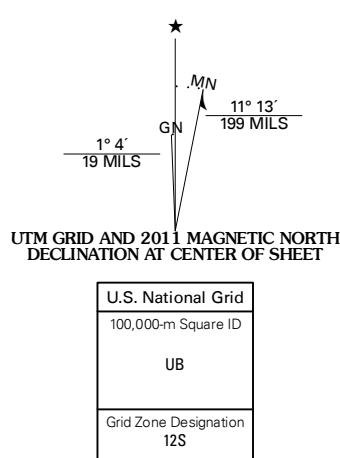 ★
MN
11° 13´
199 MILS
GN
1° 4´
19 MILS
UTM GRID AND 2011 MAGNETIC NORTH
DECLINATION AT CENTER OF SHEET
U.S. National Grid
100,000-m Square ID
UB
Grid Zone Designation
12S